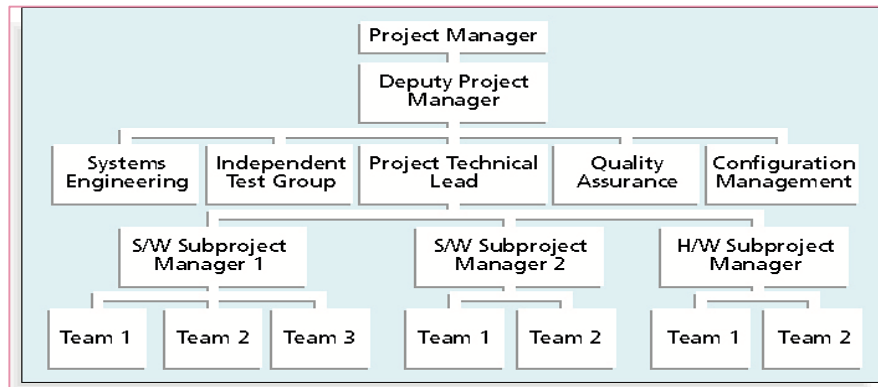 Project Manager
Deputy Project
Manager
Systems
Engineering
Independent
Test Group
Project Technical
Lead
Quality
Assurance
Configuration
Management
S/W Subproject
Manager 1
S/W Subproject
Manager 2
H/W Subproject
Manager
Team 1
Team 2
Team 3
Team 1
Team 2
Team 1
Team 2